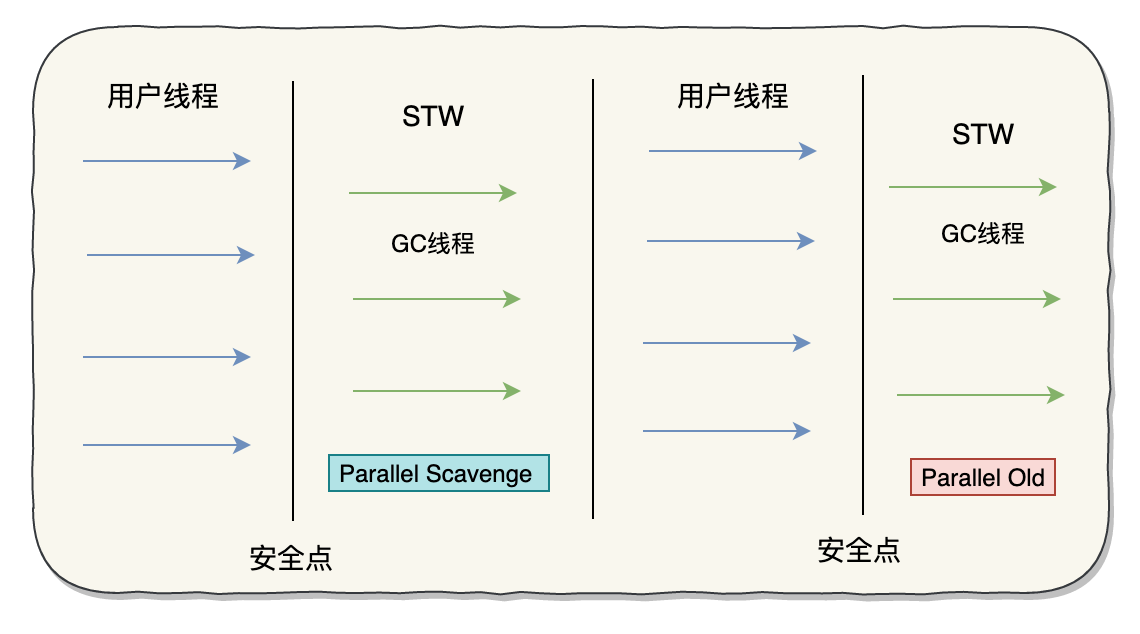 用户线程
STW
GC线程
Parallel Scavenge
安全点
用户线程
STW
GC线程
Parallel Old
安全点